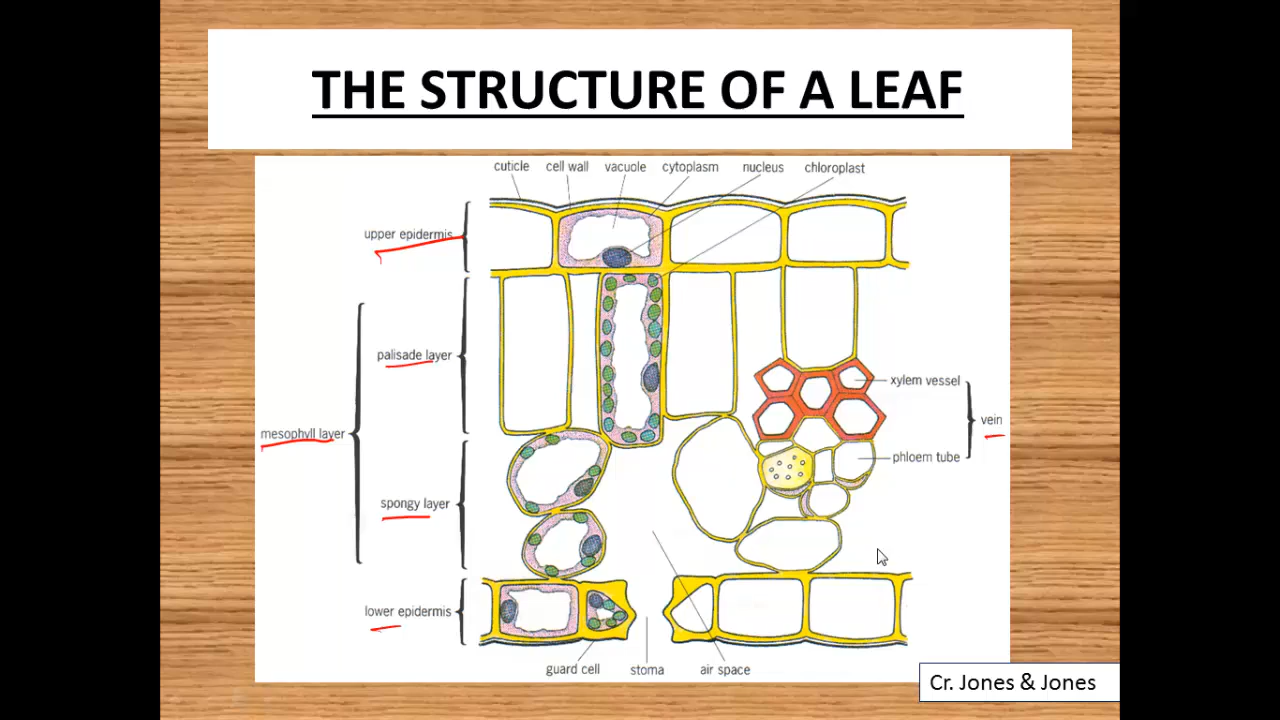 THE STRUCTURE OF A LEAF
cuticle cell wall vacuole cytoplasm nucleus chloroplast
upper epidermis
palisade layer
xylem vessel
vein
mesophyll layer
phloem tube
spongy layer
lower epidermis
guard cell stoma air space
Cr. Jones & Jones